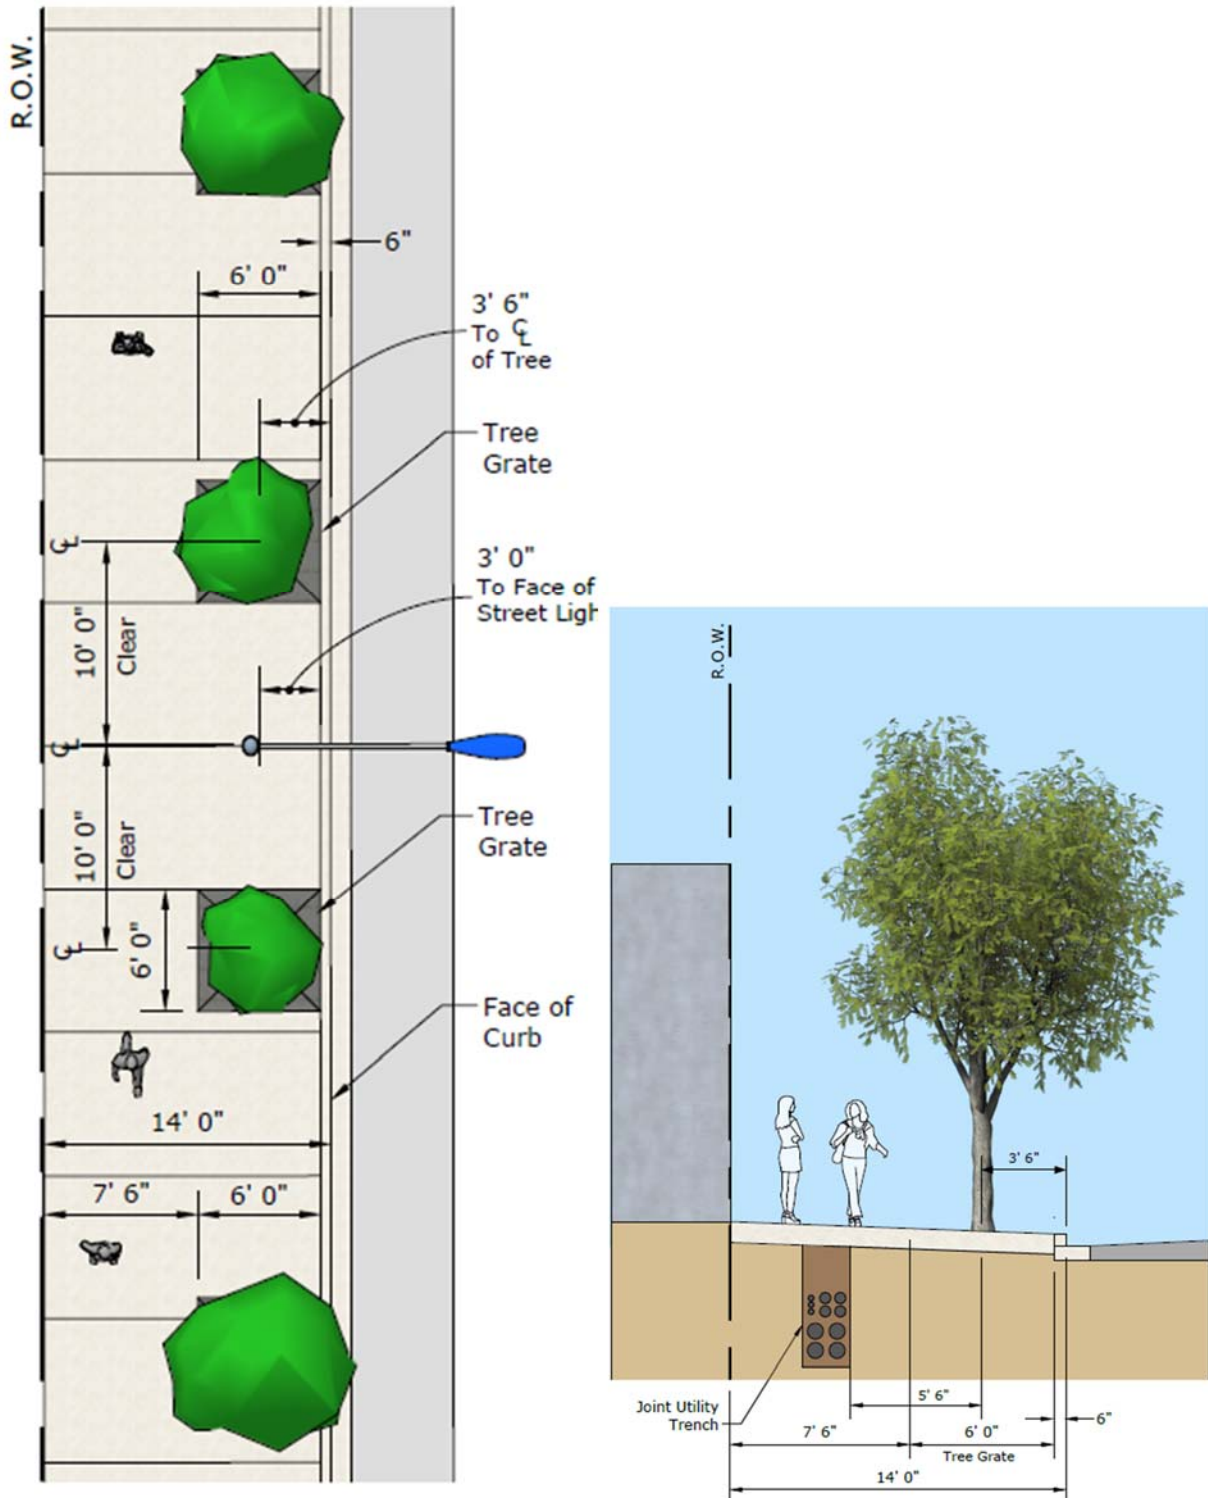 R.O.W.
6"
6' 0"
3' 6"
To ℄
of Tree
Tree
Grate
℄
3' 0"
To Face of
Street Ligh
10' 0"
Clear
℄
10' 0"
Clear
Tree
Grate
℄
6' 0"
Face of
Curb
14' 0"
7' 6"
6' 0"
R.O.W.
3' 6"
Joint Utility
Trench
5' 6"
6"
7' 6"
6' 0"
Tree Grate
14' 0"